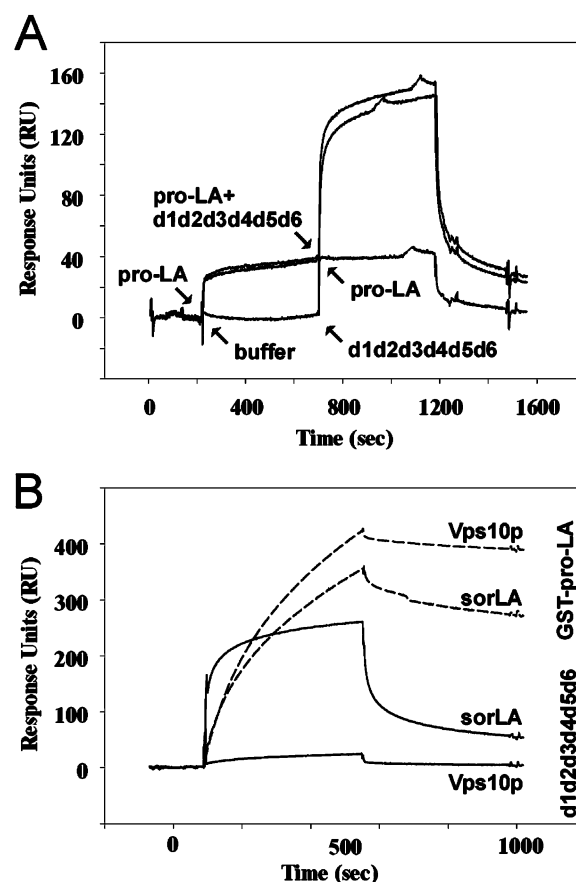 A
Response Units (RU)
160
120
80
40
0
pro-LA+
d1d2d3d4d5d6
pro-LA
pro-LA
buffer
d1d2d3d4d5d6
0
400
800
1200
1600
Time (sec)
B
Response Units (RU)
400
300
200
100
0
Vps10p
sorLA
sorLA
Vps10p
GST-pro-LA
d1d2d3d4d5d6
0
500
1000
Time (sec)